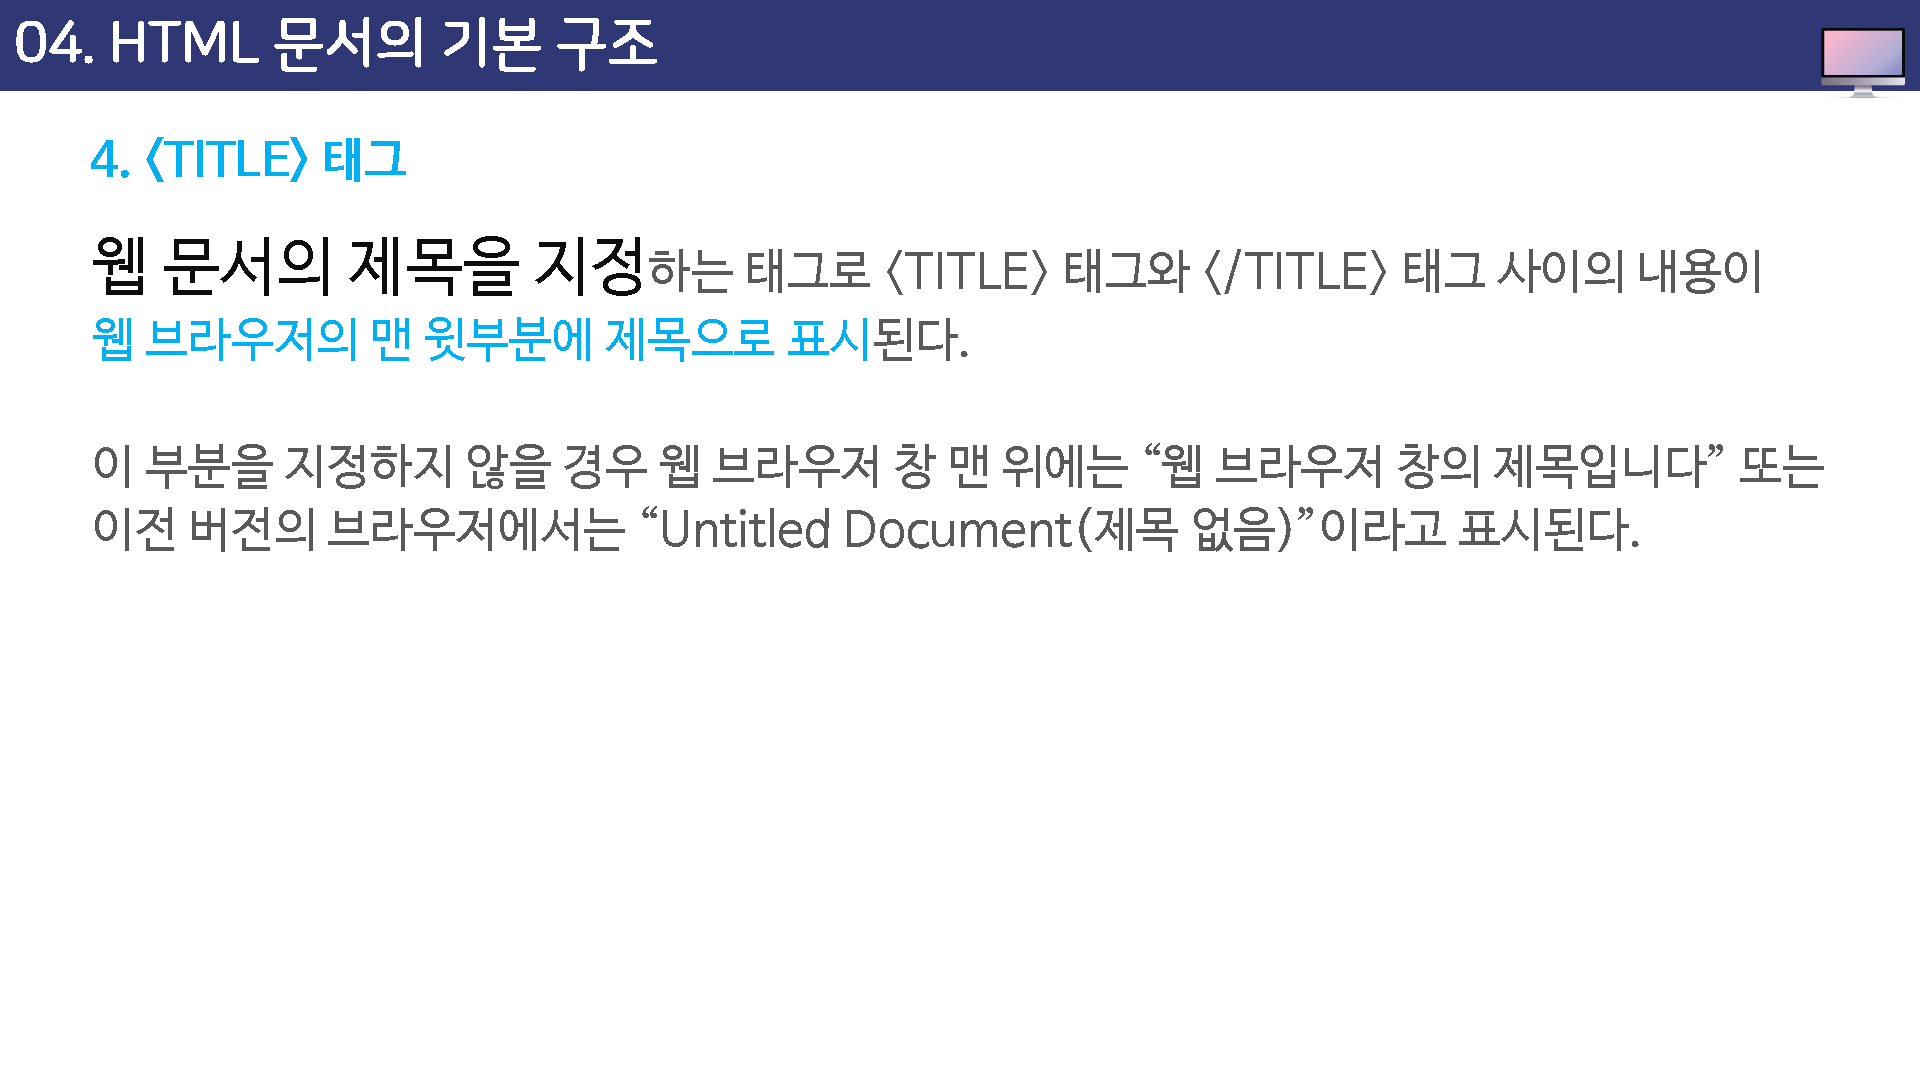 04. HTML 문서의 기본 구조
4. <TITLE> 태그
웹 문서의 제목을 지정하는 태그로 <TITLE> 태그와 </TITLE> 태그 사이의 내용이
웹 브라우저의 맨 윗부분에 제목으로 표시된다.
이 부분을 지정하지 않을 경우 웹 브라우저 창 맨 위에는 “웹 브라우저 창의 제목입니다” 또는
이전 버전의 브라우저에서는 “Untitled Document(제목 없음)”이라고 표시된다.